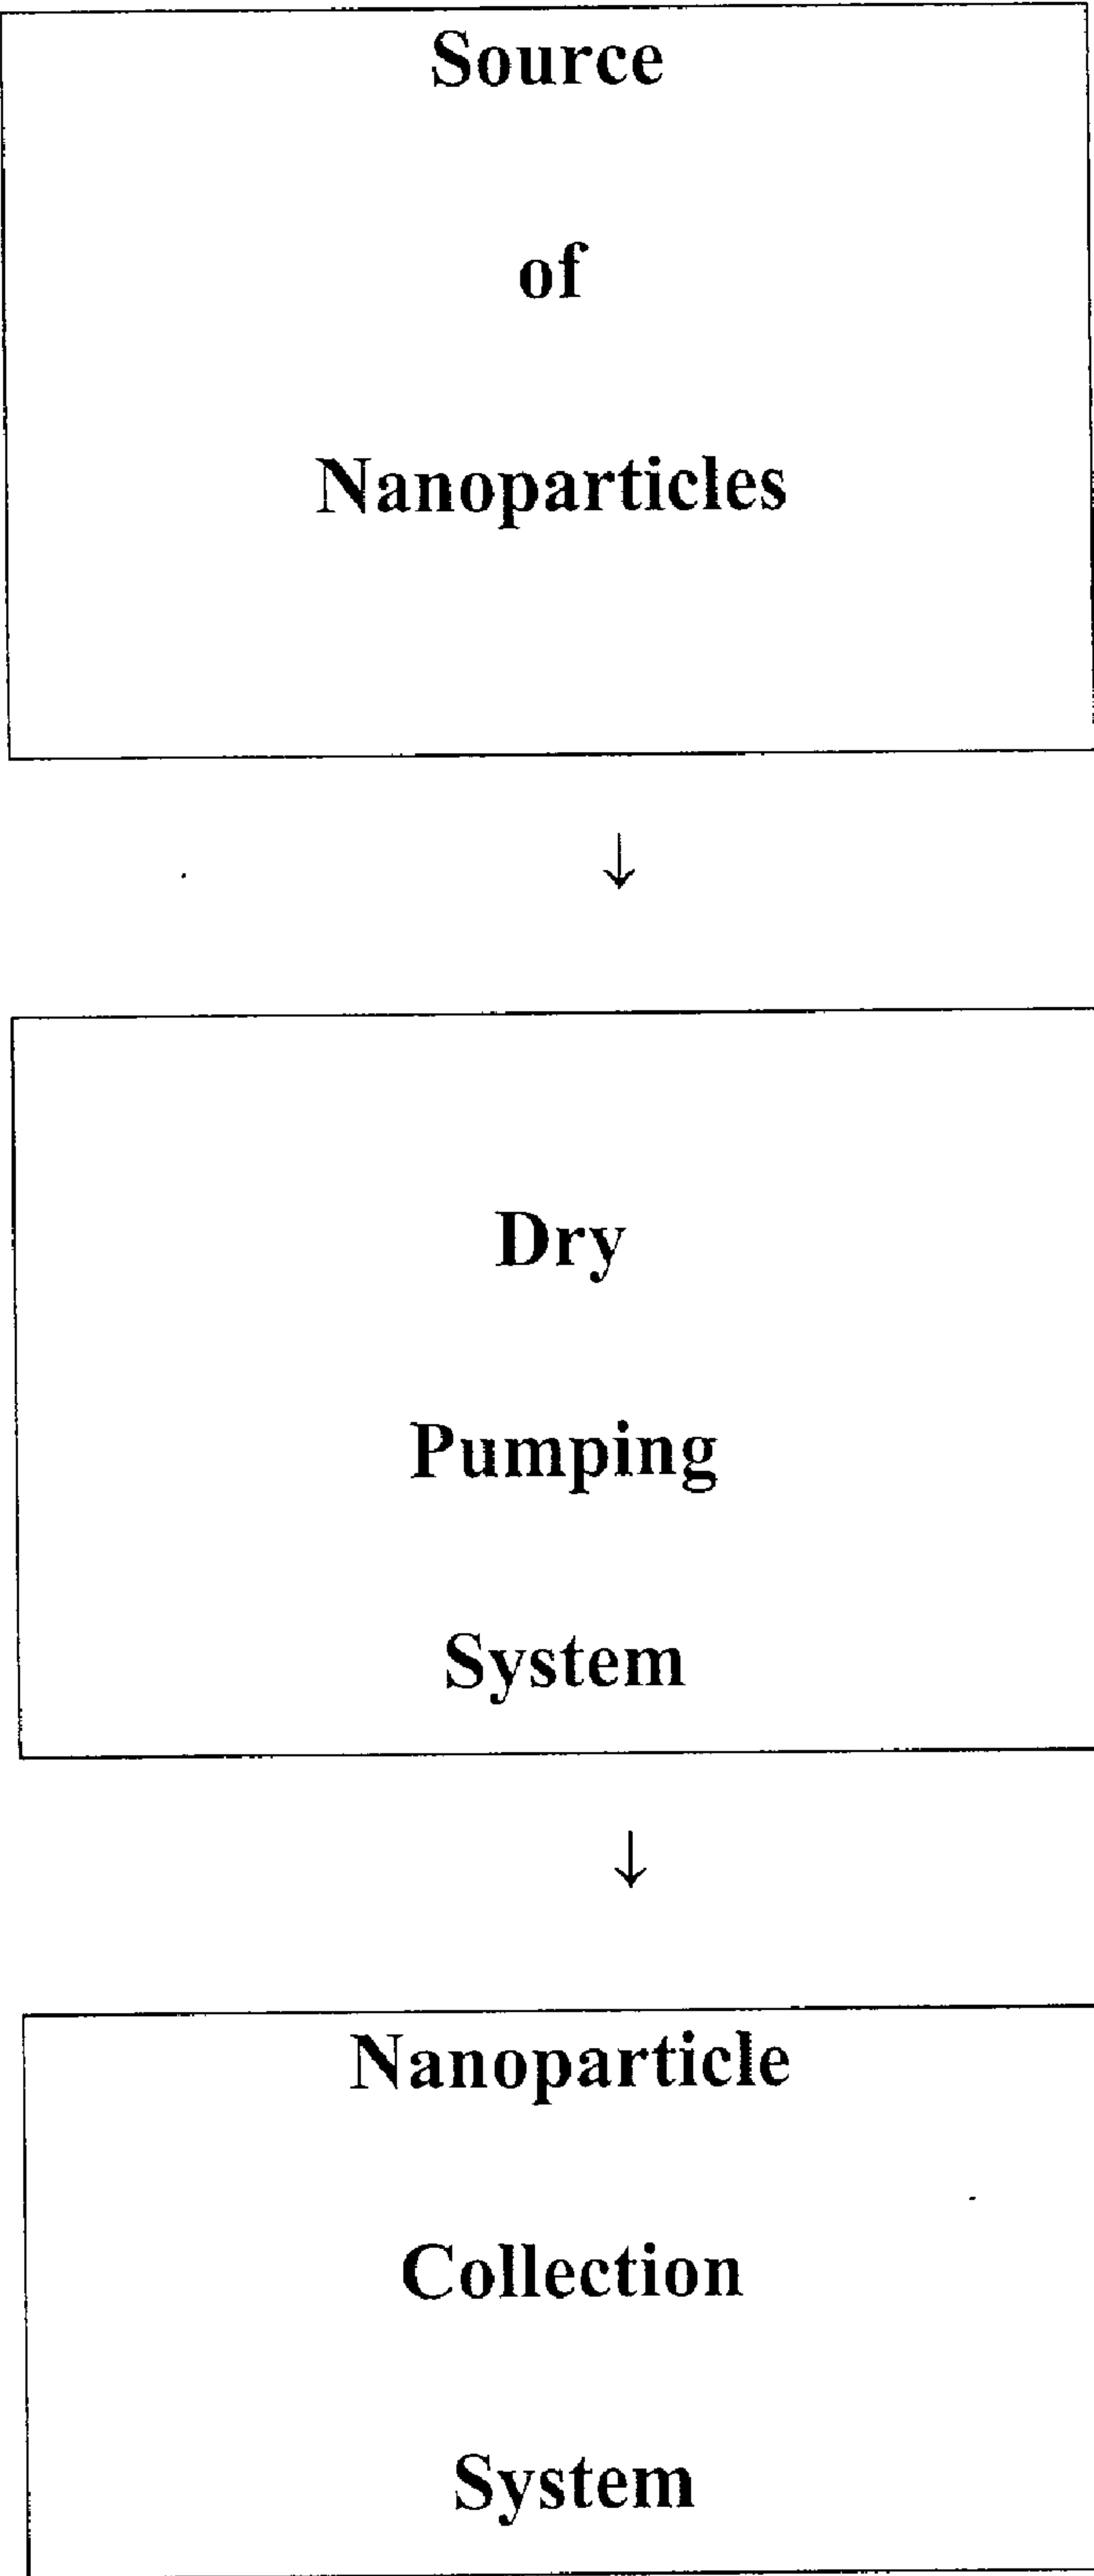 Source
of
Nanoparticles
↓
Dry
Pumping
System
↓
Nanoparticle
Collection
System